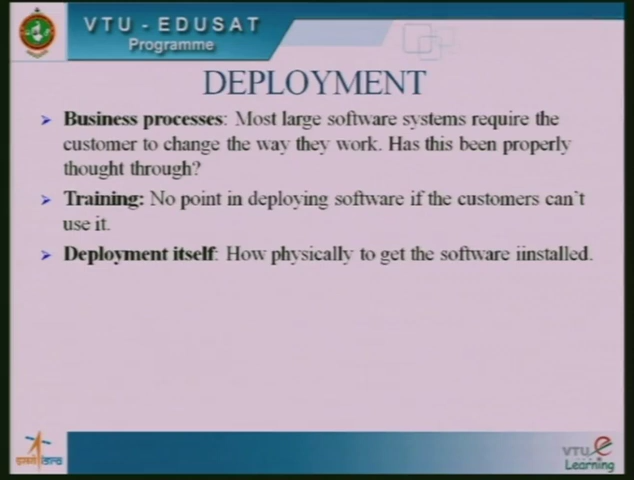 VTU - EDUSAT
Programme
DEPLOYMENT
➢ Business processes: Most large software systems require the
customer to change the way they work. Has this been properly
thought through?
➢ Training: No point in deploying software if the customers can't
use it.
➢ Deployment itself: How physically to get the software iinstalled.
इसरो isro
VTU e
Learning